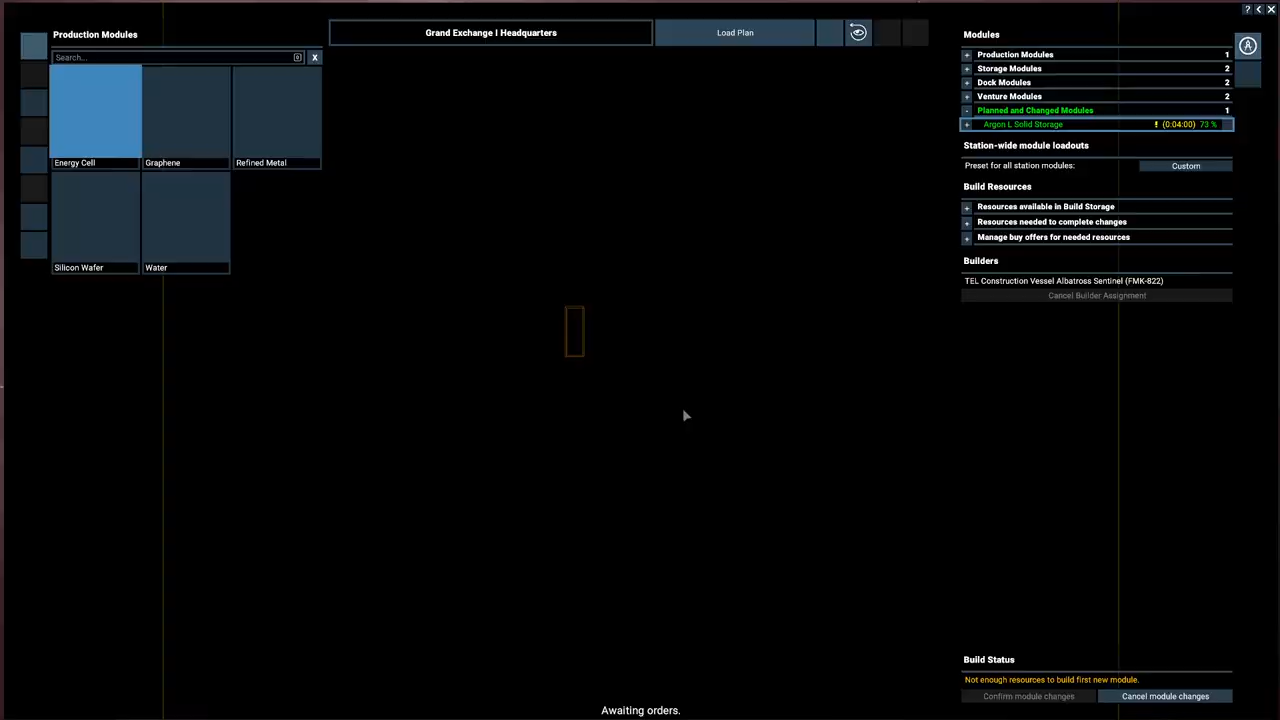 Production Modules
Search...
X
Energy Cell
Graphene
Refined Metal
Silicon Wafer
Water
Grand Exchange I Headquarters
Load Plan
?
Modules
+ Production Modules 1
+ Storage Modules 2
+ Dock Modules 2
+ Venture Modules 2
- Planned and Changed Modules 1
+ Argon L Solid Storage ! (0:04:00) 73 %
Station-wide module loadouts
Preset for all station modules: Custom
Build Resources
+ Resources available in Build Storage
+ Resources needed to complete changes
+ Manage buy offers for needed resources
Builders
TEL Construction Vessel Albatross Sentinel (FMK-822)
Cancel Builder Assignment
Build Status
Not enough resources to build first new module.
Confirm module changes Cancel module changes
Awaiting orders.